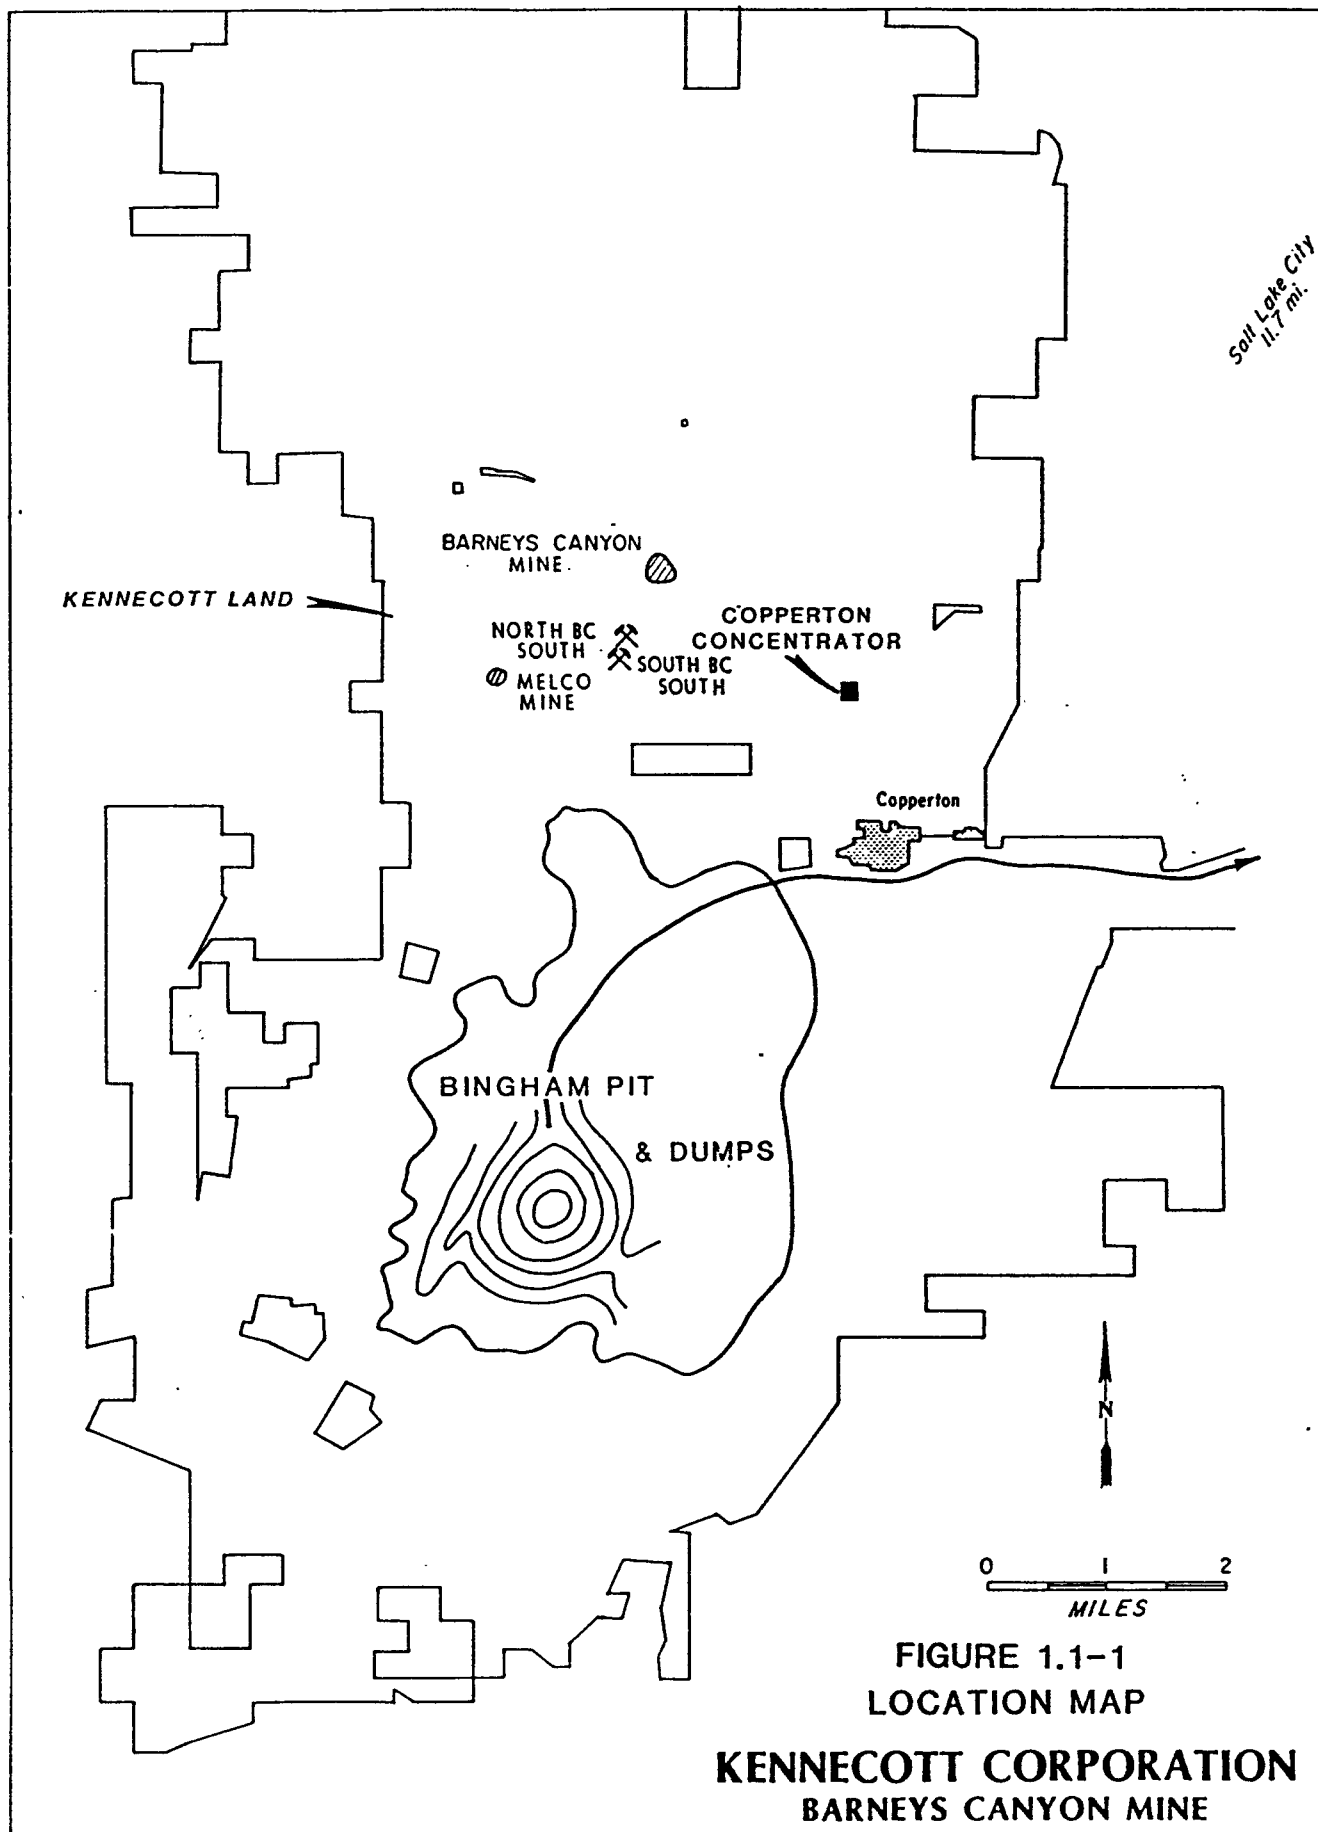 Salt Lake City
11.7 mi.
BARNEYS CANYON
MINE.
KENNECOTT LAND
NORTH BC
SOUTH
SOUTH BC
SOUTH
MELCO
MINE
COPPERTON
CONCENTRATOR
Copperton
BINGHAM PIT
& DUMPS
N
0 1 2
MILES
FIGURE 1.1-1
LOCATION MAP
KENNECOTT CORPORATION
BARNEYS CANYON MINE